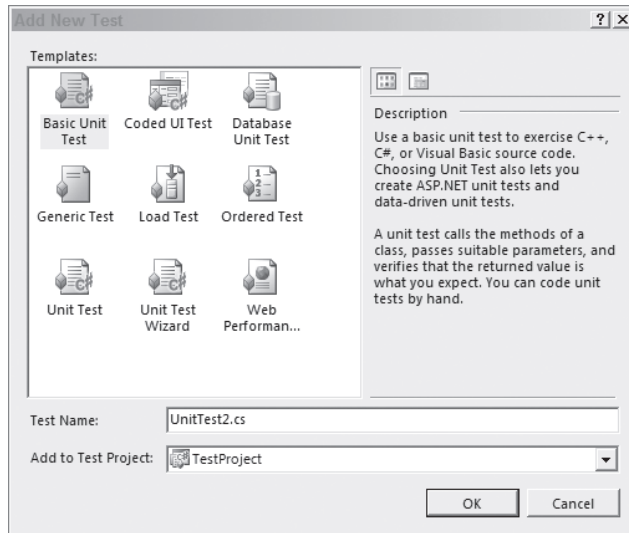 Add New Test
Templates:
Basic Unit
Test
Coded UI Test
Database
Unit Test
Generic Test
Load Test
Ordered Test
Unit Test
Unit Test
Wizard
Web
Performan...
Description
Use a basic unit test to exercise C++,
C#, or Visual Basic source code.
Choosing Unit Test also lets you
create ASP.NET unit tests and
data-driven unit tests.
A unit test calls the methods of a
class, passes suitable parameters, and
verifies that the returned value is
what you expect. You can code unit
tests by hand.
Test Name:
UnitTest2.cs
Add to Test Project:
TestProject
OK
Cancel